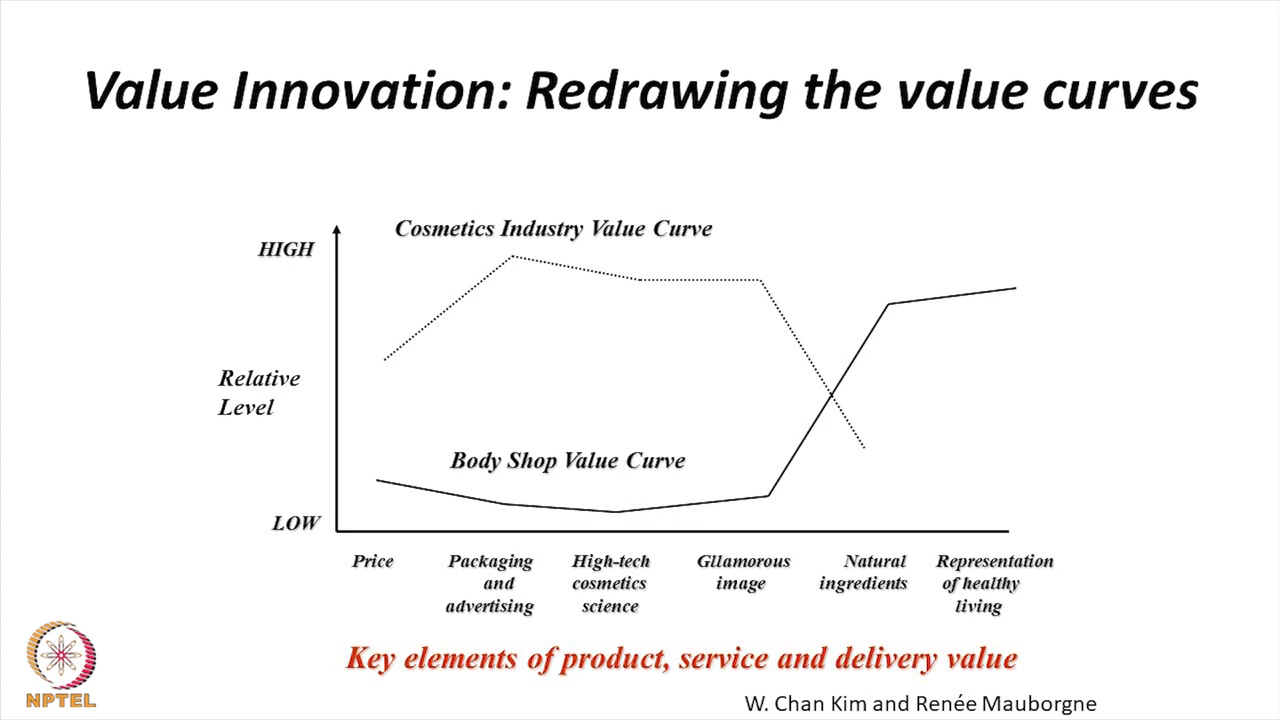 Value Innovation: Redrawing the value curves
Cosmetics Industry Value Curve
HIGH
Relative
Level
Body Shop Value Curve
LOW
Price
Packaging
and
advertising
High-tech
cosmetics
science
Gllamorous
image
Natural
ingredients
Representation
of healthy
living
Key elements of product, service and delivery value
NPTEL
W. Chan Kim and Renée Mauborgne